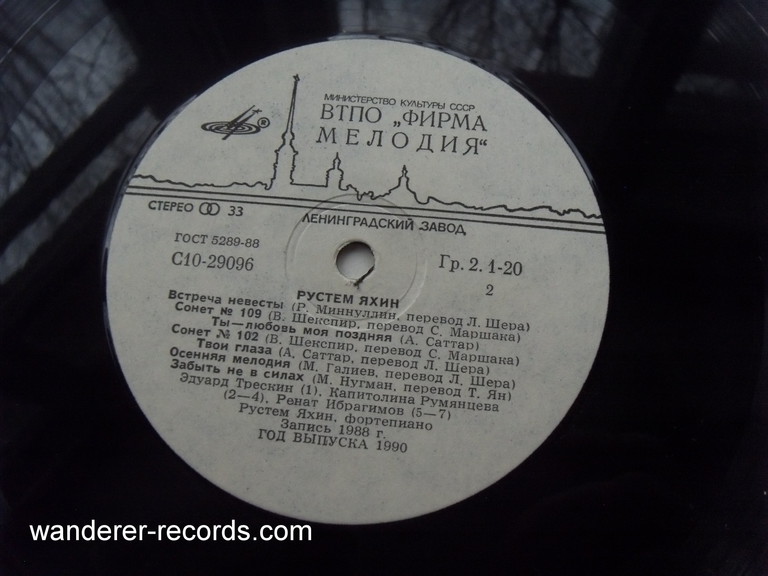 МИНИСТЕРСТВО КУЛЬТУРЫ СССР
ВТПО „ФИРМА
МЕЛОДИЯ“
®
СТЕРЕО 33
ЛЕНИНГРАДСКИЙ ЗАВОД
ГОСТ 5289-88
С10-29096
Гр. 2. 1-20
2
РУСТЕМ ЯХИН
Встреча невесты (Р. Миннуллин, перевод Л. Шера)
Сонет № 109 (В. Шекспир, перевод С. Маршака)
Ты—любовь моя поздняя (А. Саттар)
Сонет № 102 (В. Шекспир, перевод С. Маршака)
Твои глаза (А. Саттар, перевод Л. Шера)
Осенняя мелодия (М. Галиев, перевод Л. Шера)
Забыть не в силах (М. Нугман, перевод Т. Ян)
Эдуард Трескин (1), Капитолина Румянцева
(2—4), Ренат Ибрагимов (5—7)
Рустем Яхин, фортепиано
Запись 1988 г.
ГОД ВЫПУСКА 1990
wanderer-records.com